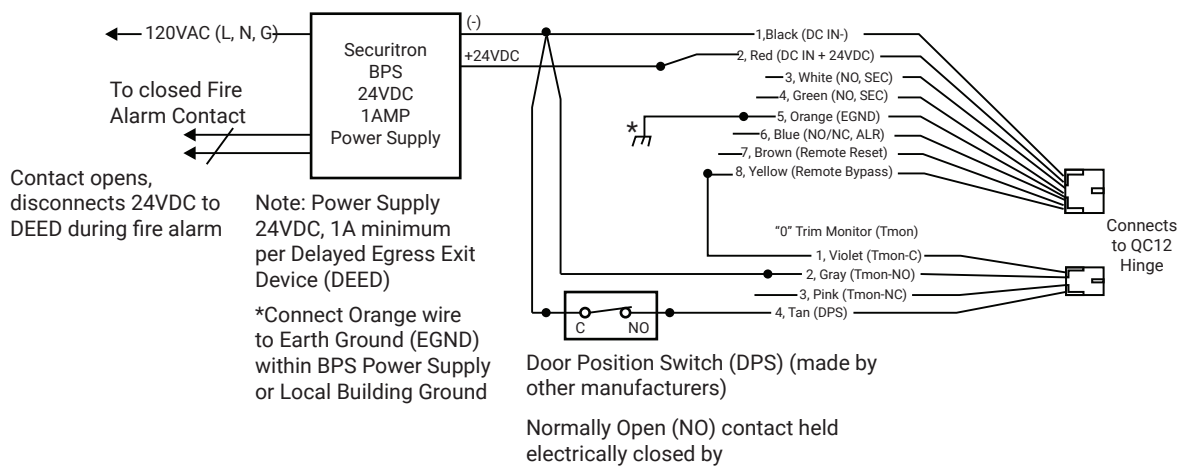 120VAC (L, N, G)
Securitron
BPS
24VDC
1AMP
Power Supply
(-)
+24VDC
To closed Fire
Alarm Contact
Contact opens,
disconnects 24VDC to
DEED during fire alarm
Note: Power Supply
24VDC, 1A minimum
per Delayed Egress Exit
Device (DEED)
*Connect Orange wire
to Earth Ground (EGND)
within BPS Power Supply
or Local Building Ground
1,Black (DC IN-)
2, Red (DC IN + 24VDC)
3, White (NO, SEC)
4, Green (NO, SEC)
5, Orange (EGND)
*
6, Blue (NO/NC, ALR)
7, Brown (Remote Reset)
8, Yellow (Remote Bypass)
"0" Trim Monitor (Tmon)
1, Violet (Tmon-C)
2, Gray (Tmon-NO)
3, Pink (Tmon-NC)
4, Tan (DPS)
Connects
to QC12
Hinge
C NO
Door Position Switch (DPS) (made by
other manufacturers)
Normally Open (NO) contact held
electrically closed by